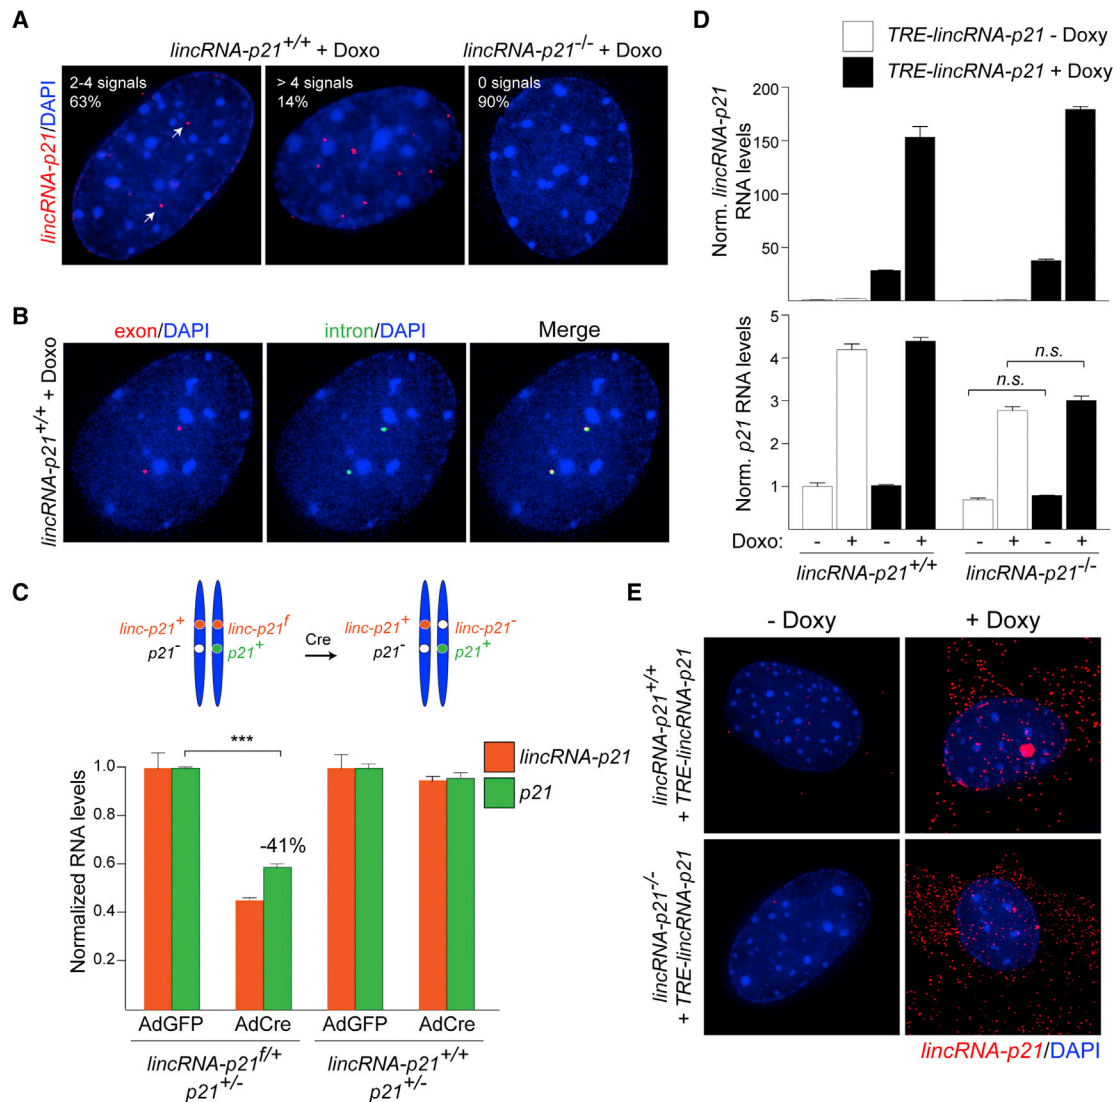 A
lincRNA-p21+/+ + Doxo
lincRNA-p21-/- + Doxo
lincRNA-p21/DAPI
2-4 signals
63%
> 4 signals
14%
0 signals
90%
B
lincRNA-p21+/+ + Doxo
exon/DAPI
intron/DAPI
Merge
C
linc-p21+
linc-p21f
p21-
p21+
Cre
linc-p21+
linc-p21-
p21-
p21+
Normalized RNA levels
1.0
0.8
0.6
0.4
0.2
***
-41%
lincRNA-p21
p21
AdGFP
AdCre
AdGFP
AdCre
lincRNA-p21f/+
p21+/-
lincRNA-p21+/+
p21+/-
D
TRE-lincRNA-p21 - Doxy
TRE-lincRNA-p21 + Doxy
Norm. lincRNA-p21
RNA levels
200
150
100
50
Norm. p21 RNA levels
5
4
3
2
1
n.s.
n.s.
Doxo: - + - + - + - +
lincRNA-p21+/+
lincRNA-p21-/-
E
- Doxy
+ Doxy
lincRNA-p21+/+
+ TRE-lincRNA-p21
lincRNA-p21-/-
+ TRE-lincRNA-p21
lincRNA-p21/DAPI